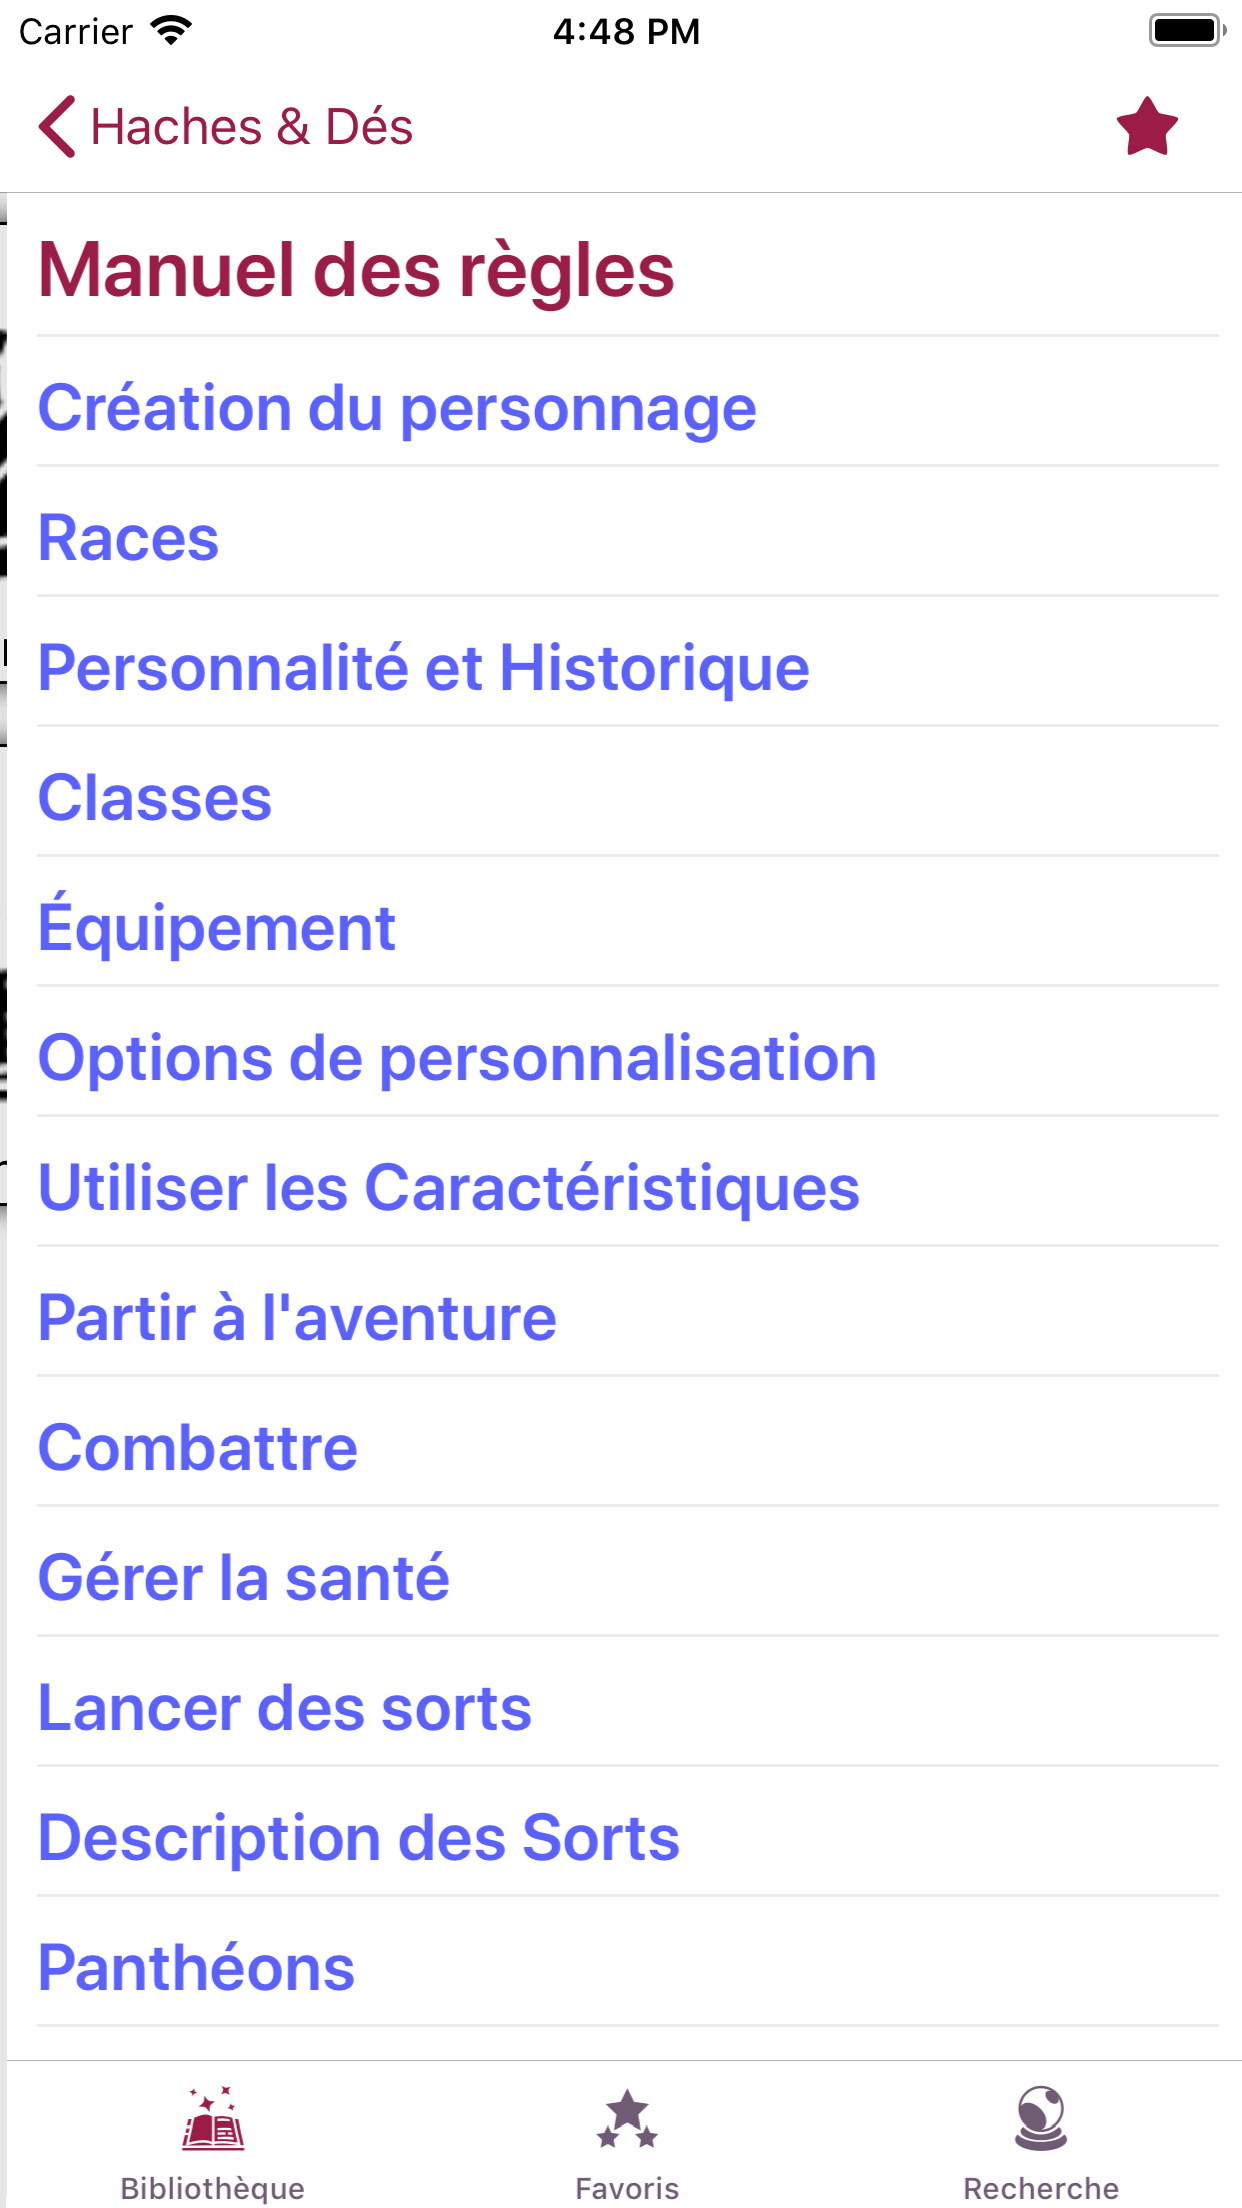 Carrier 4:48 PM
Haches & Dés
Manuel des règles
Création du personnage
Races
Personnalité et Historique
Classes
Équipement
Options de personnalisation
Utiliser les Caractéristiques
Partir à l'aventure
Combattre
Gérer la santé
Lancer des sorts
Description des Sorts
Panthéons
Bibliothèque Favoris Recherche